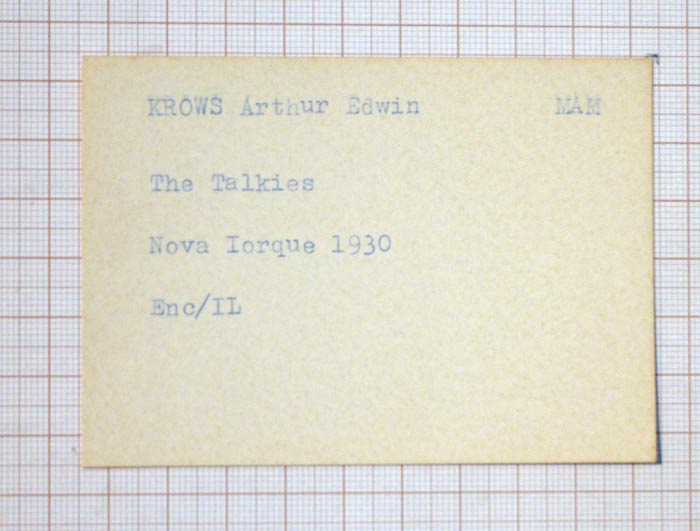 KROWS Arthur Edwin MAM
The Talkies
Nova Iorque 1930
Enc/IL